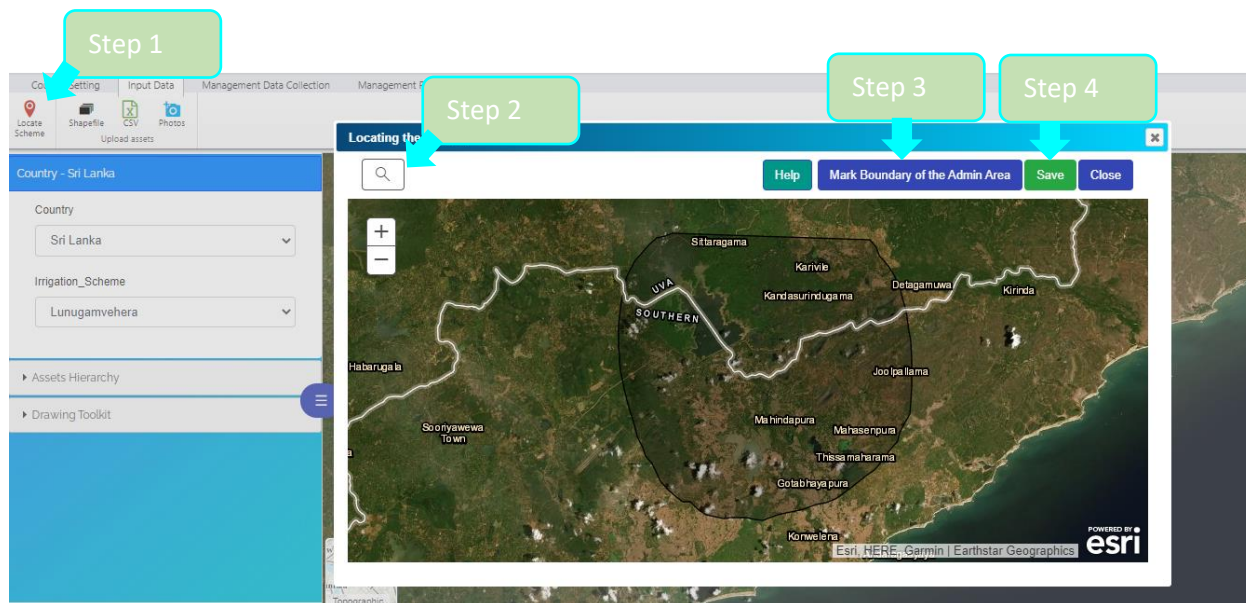 Step 1
Step 2
Step 3
Step 4
Input Data
Management Data Collection
Locate
Scheme
Shapefile
CSV
Photos
Upload assets
Locating the
Help
Mark Boundary of the Admin Area
Save
Close
Country - Sri Lanka
Country
Sri Lanka
Irrigation_Scheme
Lunugamvehera
Assets Hierarchy
Drawing Toolkit
+
−
Sittaragama
Karivile
UVA
Kandasurindugama
Detagamuwa
Kirinda
SOUTHERN
Habarugala
Joolpallama
Sooriyawewa
Town
Mahindapura
Mahasenpura
Thissamaharama
Gotabhayapura
Konwelena
POWERED BY
esri
Esri, HERE, Garmin | Earthstar Geographics
Topographic